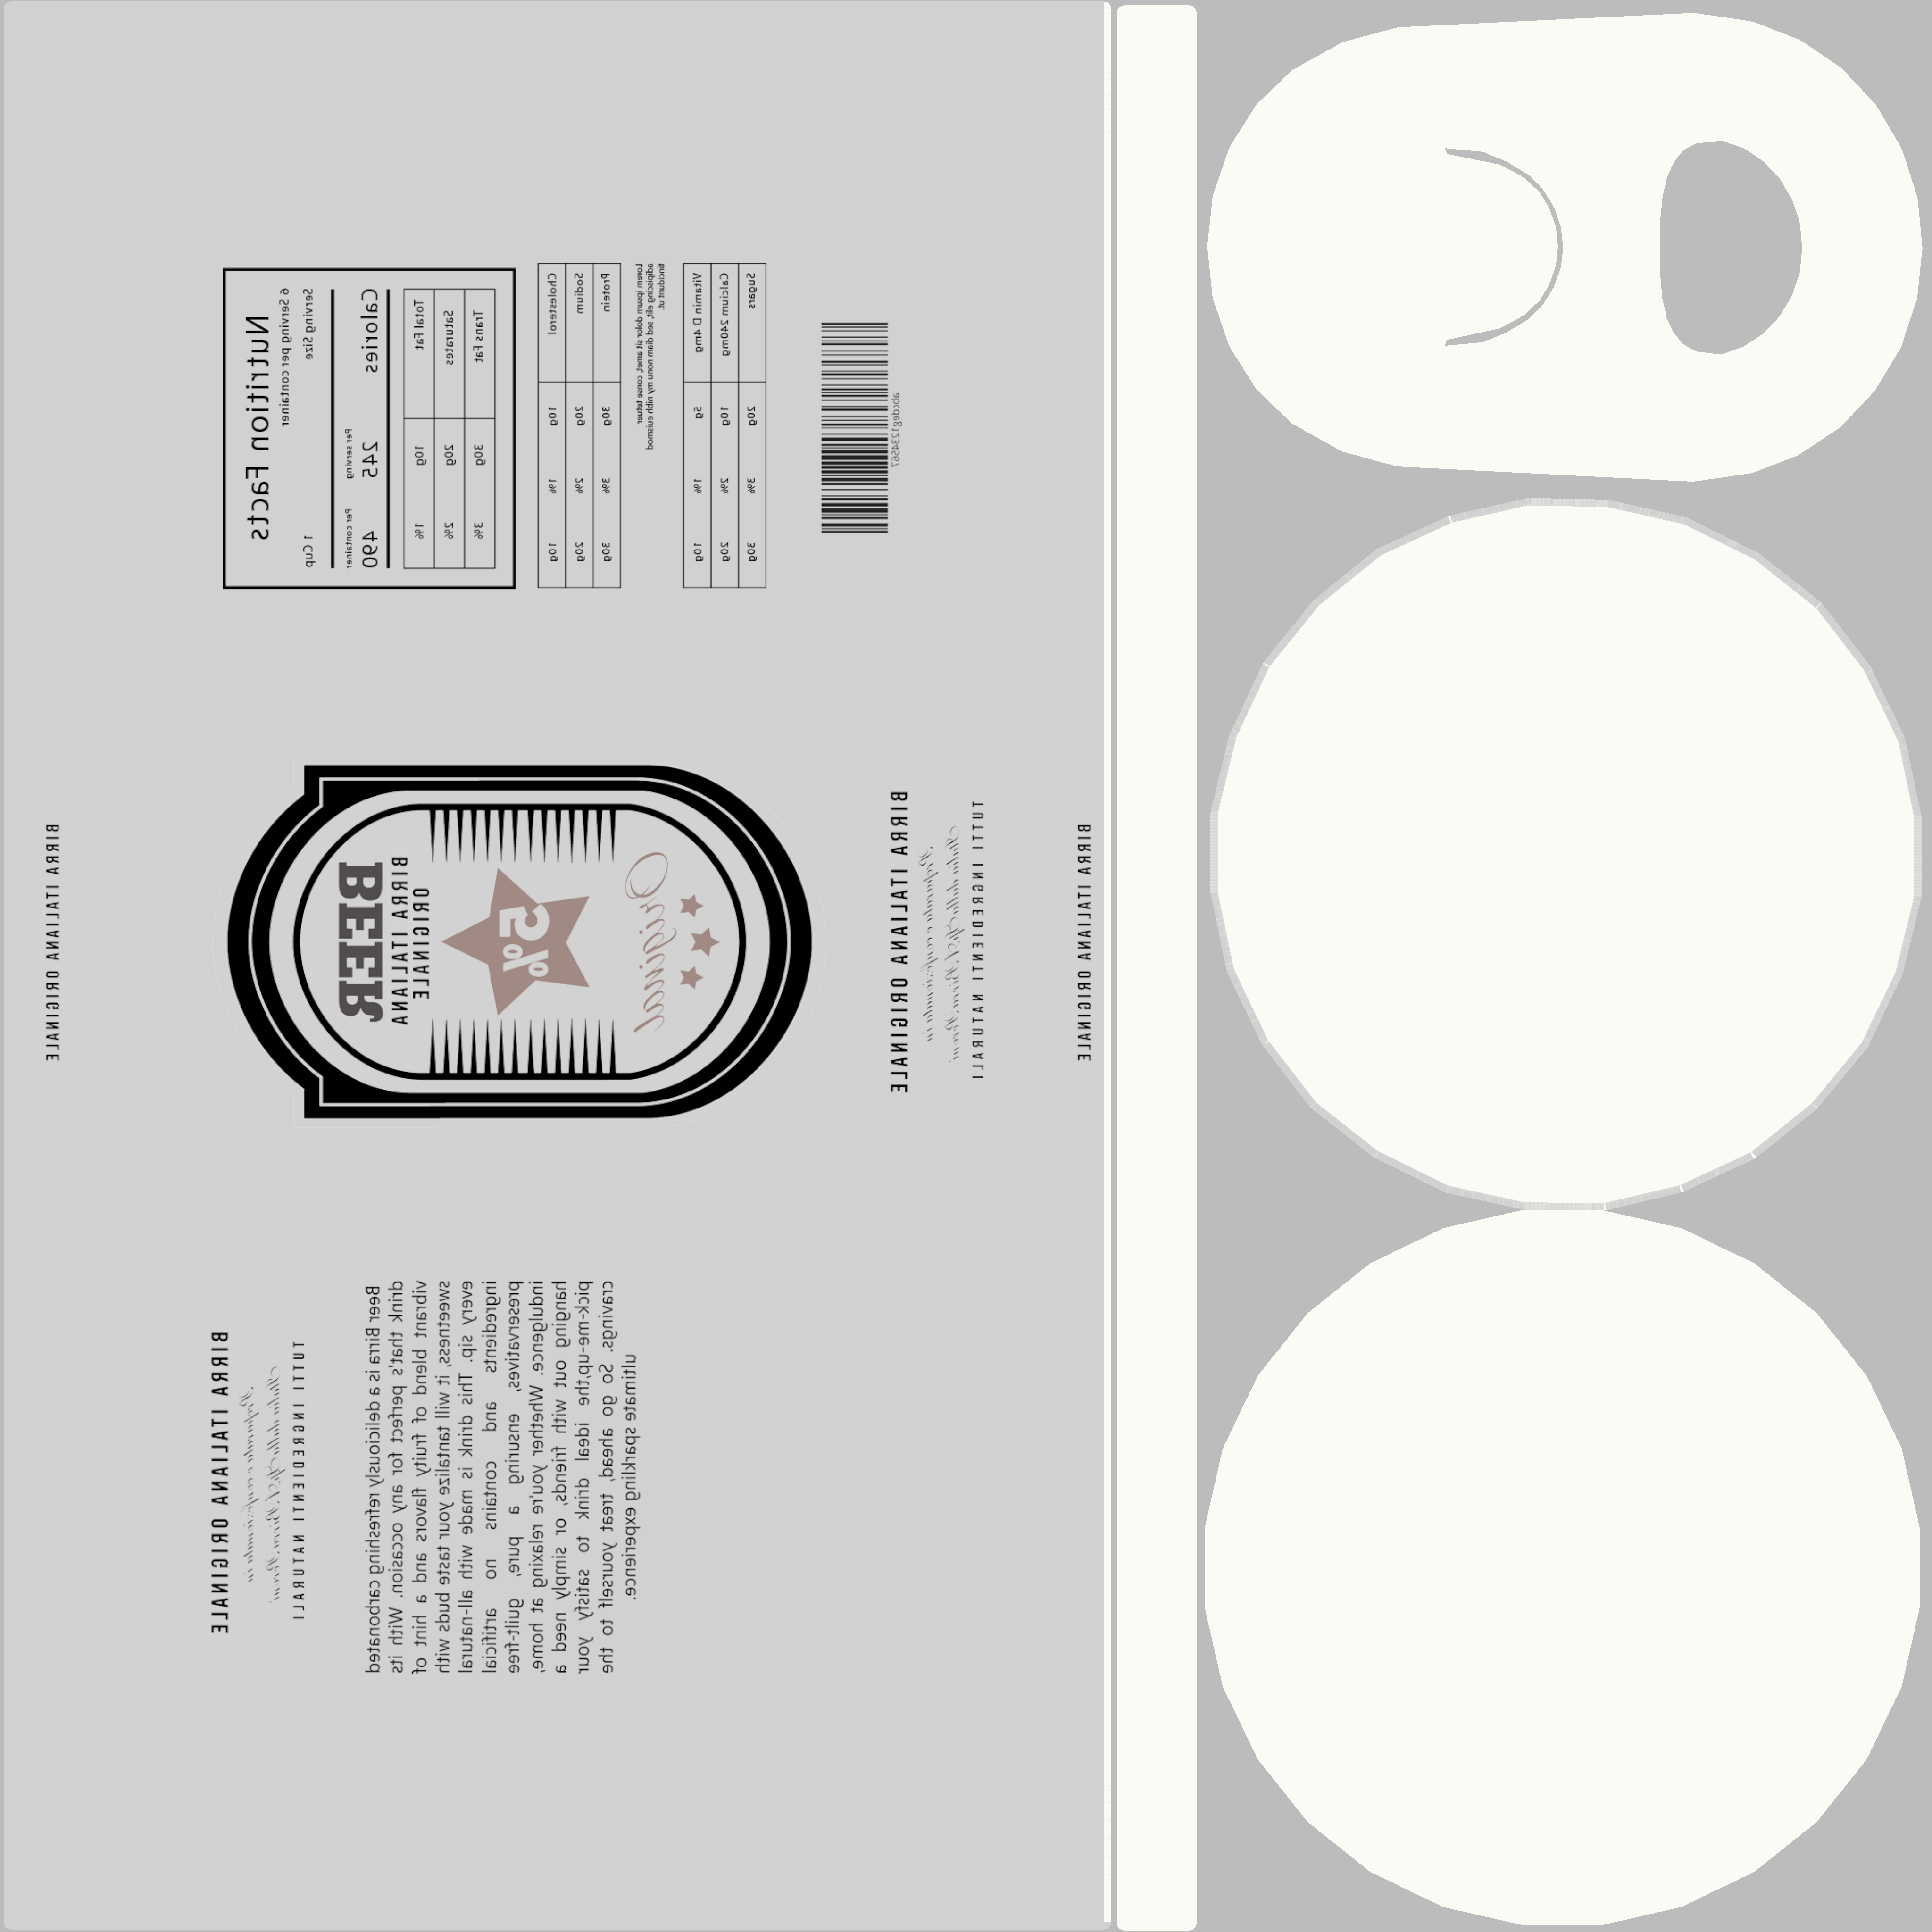 Nutrition Facts
6 Serving per container
Serving Size 1 Cup
Per serving Per container
Calories 245 460
Total Fat 10g 1%
Saturates 20g 2%
Trans Fat 30g 3%
Cholesterol 10g 1% 10g
Sodium 20g 2% 20g
Protein 30g 3% 30g
Lorem ipsum dolor sit amet, conse tetuer
adipiscing elit, sed diam nonu my nibh euismod
tincidunt ut.
Vitamin D 4mg 5g 1% 10g
Calcium 240mg 10g 2% 20g
Sugars 20g 3% 30g
abcdefg1234567
BIRRA ITALIANA ORIGINALE
BEER
BIRRA ITALIANA
ORIGINALE
5%
Original
BIRRA ITALIANA ORIGINALE
TUTTI INGREDIENTI NATURALI
BIRRA ITALIANA ORIGINALE
BIRRA ITALIANA ORIGINALE
TUTTI INGREDIENTI NATURALI
Beer Birra is a deliciously refreshing carbonated
drink that's perfect for any occasion. With its
vibrant blend of fruity flavors and a hint of
sweetness, it will tantalize your taste buds with
every sip. This drink is made with all-natural
ingredients and contains no artificial
preservatives, ensuring a pure, guilt-free
indulgence. Whether you're relaxing at home,
hanging out with friends, or simply need a
pick-me-up,the ideal drink to satisfy your
cravings. So go ahead, treat yourself to the
ultimate sparkling experience.